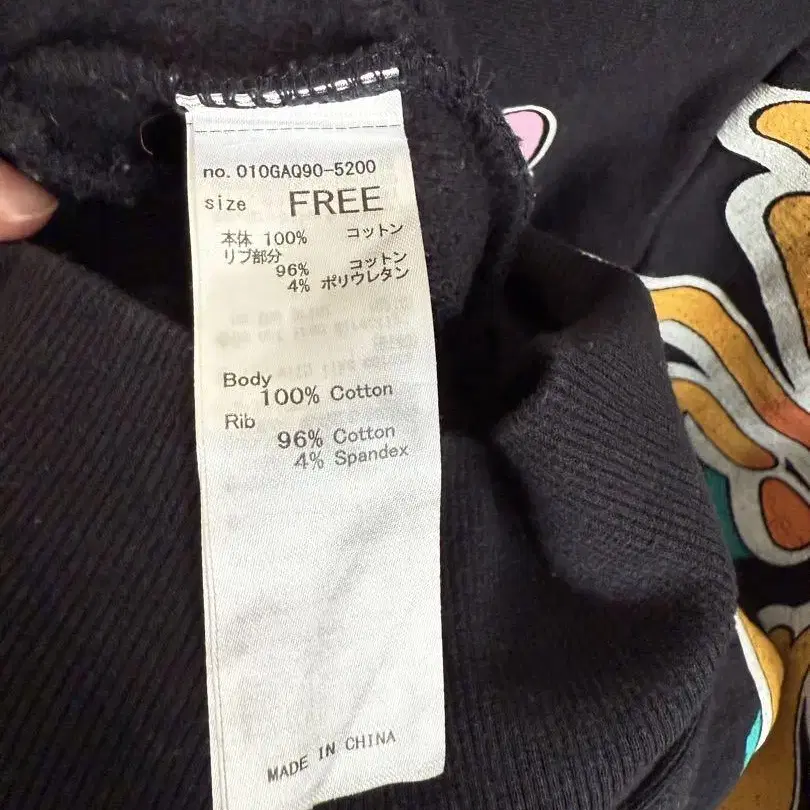 no. 010GAQ90-5200
size FREE
本体 100% コットン
リブ部分
96% コットン
4% ポリウレタン
Body
100% Cotton
Rib
96% Cotton
4% Spandex
MADE IN CHINA